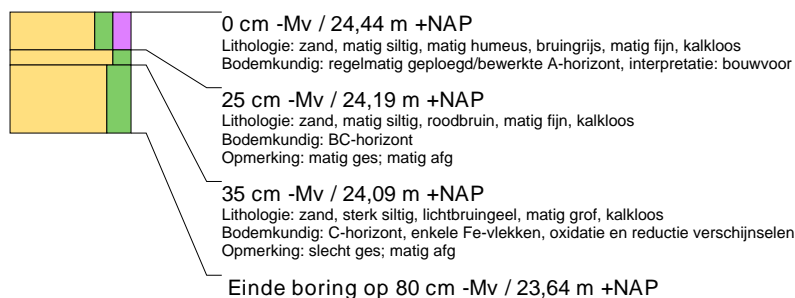 0 cm -Mv / 24,44 m +NAP
Lithologie: zand, matig siltig, matig humeus, bruingrijs, matig fijn, kalkloos
Bodemkundig: regelmatig geploegd/bewerkte A-horizont, interpretatie: bouwvoor
25 cm -Mv / 24,19 m +NAP
Lithologie: zand, matig siltig, roodbruin, matig fijn, kalkloos
Bodemkundig: BC-horizont
Opmerking: matig ges; matig afg
35 cm -Mv / 24,09 m +NAP
Lithologie: zand, sterk siltig, lichtbruingeel, matig grof, kalkloos
Bodemkundig: C-horizont, enkele Fe-vlekken, oxidatie en reductie verschijnselen
Opmerking: slecht ges; matig afg
Einde boring op 80 cm -Mv / 23,64 m +NAP